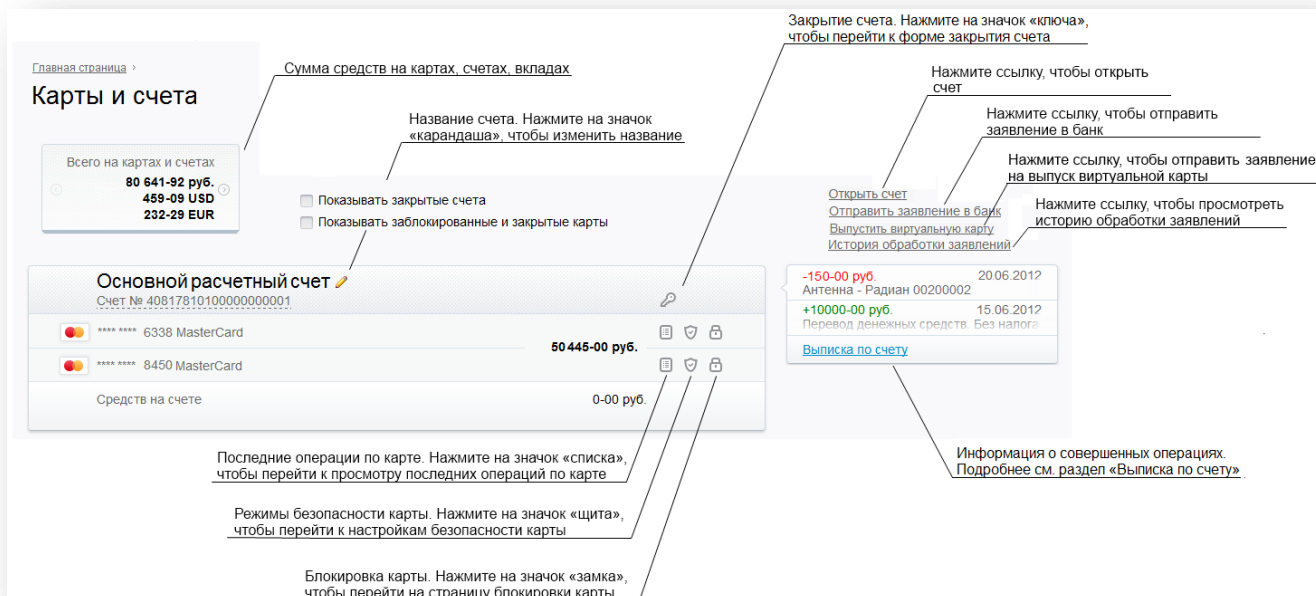 Закрытие счета. Нажмите на значок «ключа»,
чтобы перейти к форме закрытия счета
Главная страница ›
Сумма средств на картах, счетах, вкладах
Нажмите ссылку, чтобы открыть
счет
Карты и счета
Название счета. Нажмите на значок
«карандаша», чтобы изменить название
Нажмите ссылку, чтобы отправить
заявление в банк
Всего на картах и счетах
80 641-92 руб.
459-09 USD
232-29 EUR
Нажмите ссылку, чтобы отправить заявление
на выпуск виртуальной карты
Показывать закрытые счета
Показывать заблокированные и закрытые карты
Открыть счет
Отправить заявление в банк
Выпустить виртуальную карту
История обработки заявлений
Нажмите ссылку, чтобы просмотреть
историю обработки заявлений
Основной расчетный счет
Счет № 40817810100000000001
**** **** 6338 MasterCard
50 445-00 руб.
**** **** 8450 MasterCard
Средств на счете 0-00 руб.
-150-00 руб. 20.06.2012
Антенна - Радиан 00200002
+10000-00 руб. 15.06.2012
Перевод денежных средств. Без налога
Выписка по счету
Последние операции по карте. Нажмите на значок «списка»,
чтобы перейти к просмотру последних операций по карте
Информация о совершенных операциях.
Подробнее см. раздел «Выписка по счету».
Режимы безопасности карты. Нажмите на значок «щита»,
чтобы перейти к настройкам безопасности карты
Блокировка карты. Нажмите на значок «замка»,
чтобы перейти на страницу блокировки карты